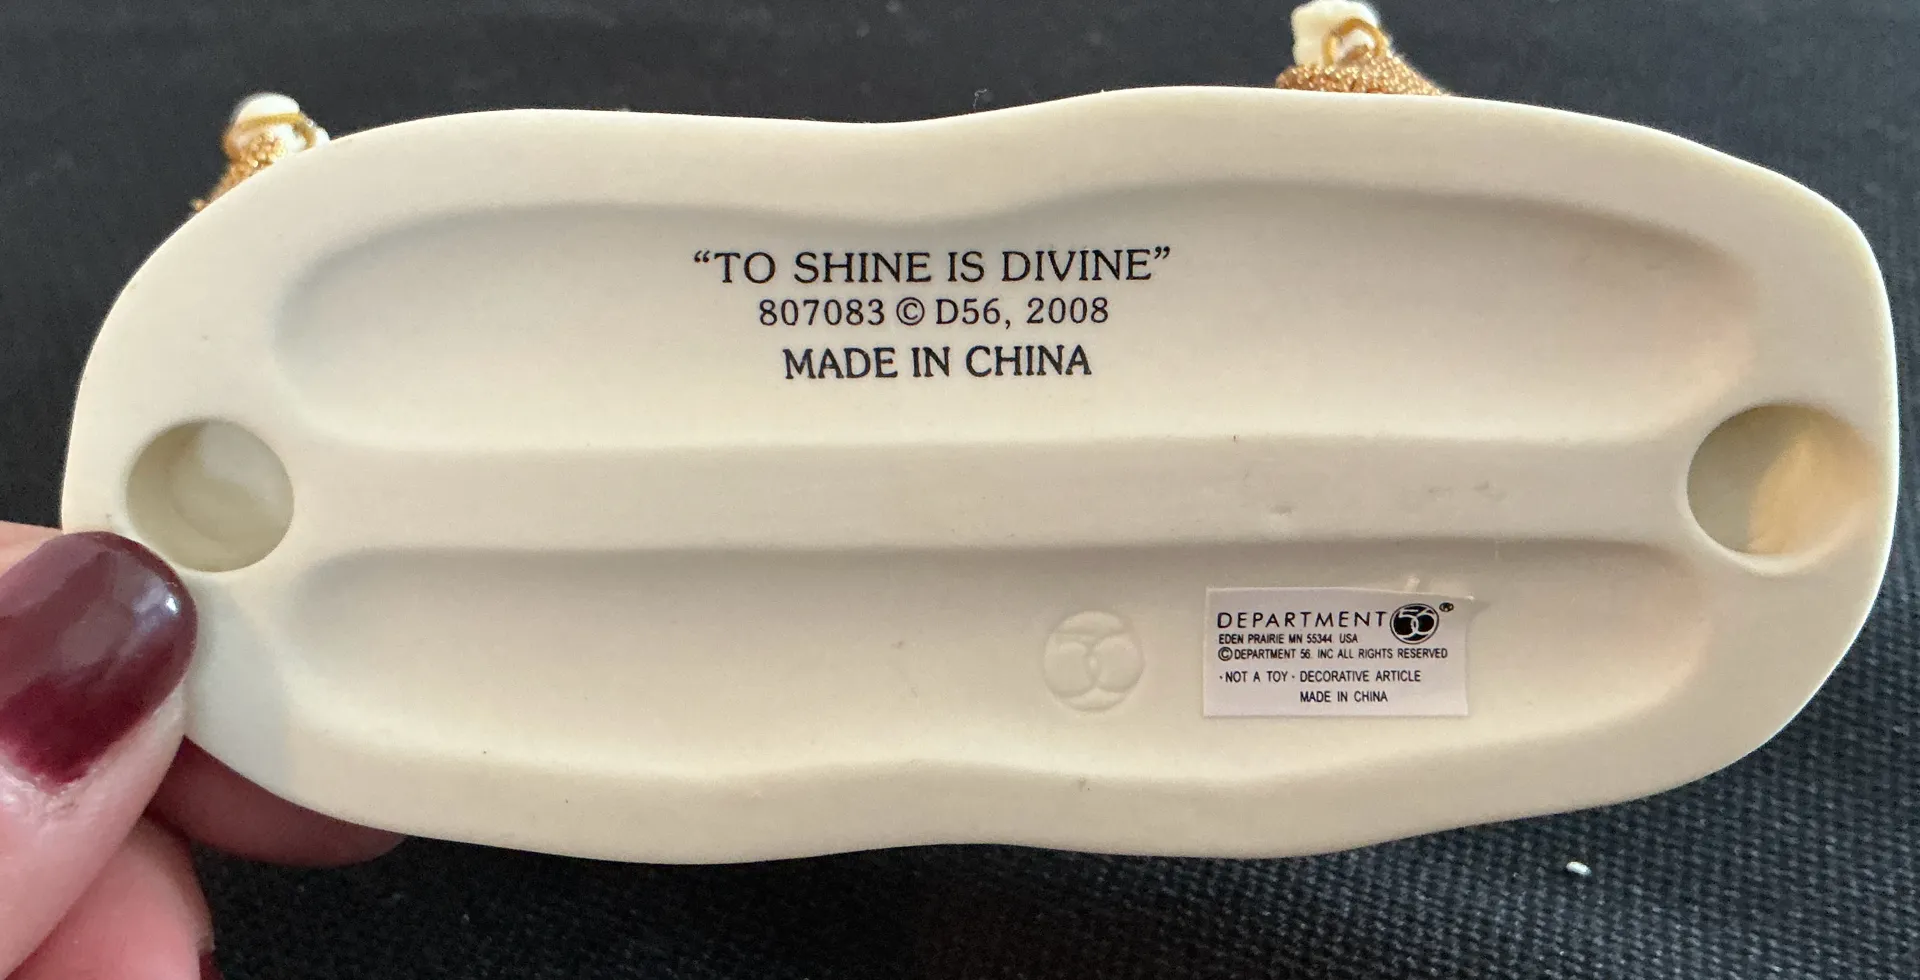 “TO SHINE IS DIVINE”
807083 © D56, 2008
MADE IN CHINA
56
DEPARTMENT 56®
EDEN PRAIRIE MN 55344 USA
© DEPARTMENT 56. INC ALL RIGHTS RESERVED
·NOT A TOY· DECORATIVE ARTICLE
MADE IN CHINA